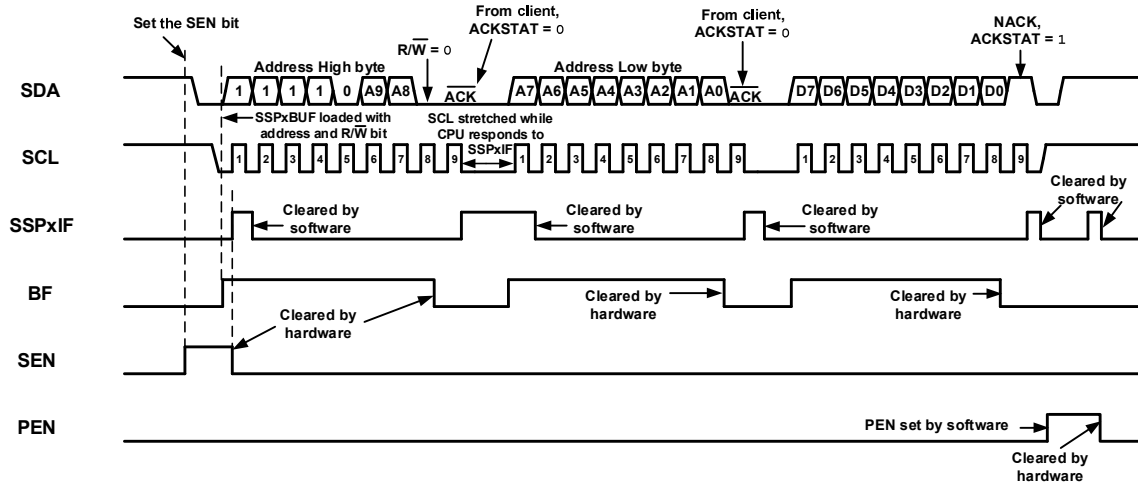 Set the SEN bit
From client,
ACKSTAT = 0
R/W = 0
From client,
ACKSTAT = 0
NACK,
ACKSTAT = 1
Address High byte
Address Low byte
SDA
1 1 1 1 0 A9 A8 ACK A7 A6 A5 A4 A3 A2 A1 A0 ACK D7 D6 D5 D4 D3 D2 D1 D0
SSPxBUF loaded with
address and R/W bit
SCL stretched while
CPU responds to
SSPxIF
SCL
1 2 3 4 5 6 7 8 9 1 2 3 4 5 6 7 8 9 1 2 3 4 5 6 7 8 9
SSPxIF
Cleared by
software
Cleared by
software
Cleared by
software
Cleared by
software
BF
Cleared by
hardware
Cleared by
hardware
Cleared by
hardware
SEN
PEN
PEN set by software
Cleared by
hardware